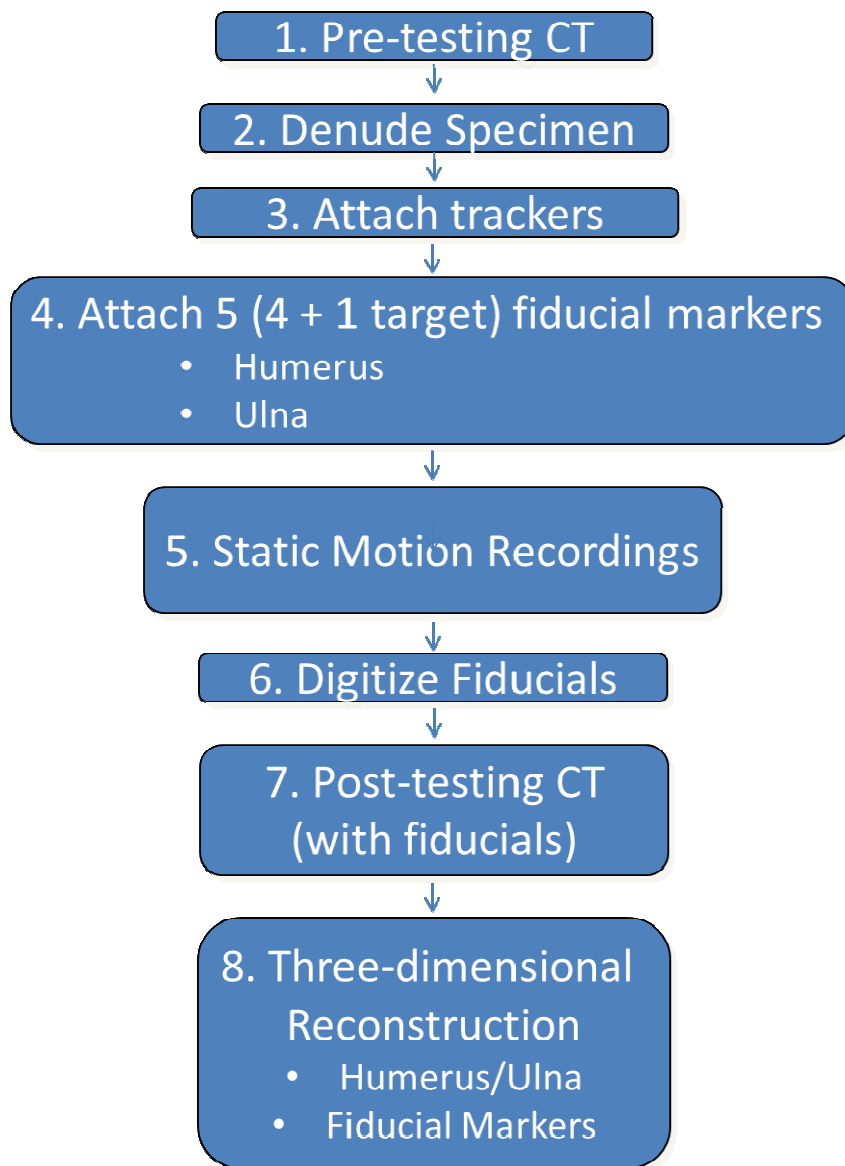 1. Pre-testing CT
2. Denude Specimen
3. Attach trackers
4. Attach 5 (4 + 1 target) fiducial markers
• Humerus
• Ulna
5. Static Motion Recordings
6. Digitize Fiducials
7. Post-testing CT
(with fiducials)
8. Three-dimensional
Reconstruction
• Humerus/Ulna
• Fiducial Markers